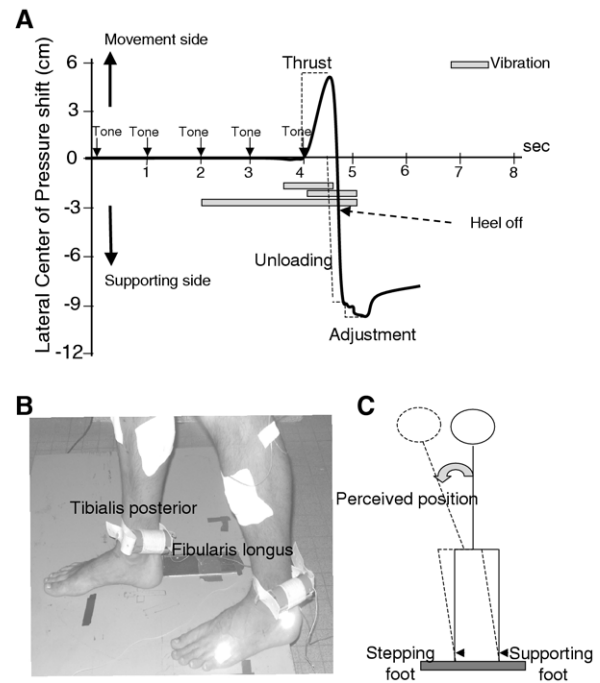 A
Lateral Center of Pressure shift (cm)
Movement side
6
3
0
-3
-6
-9
-12
Thrust
Vibration
Tone Tone Tone Tone Tone
sec
1 2 3 4 5 6 7 8
Heel off
Unloading
Supporting side
Adjustment
B
Tibialis posterior
Fibularis longus
C
Perceived position
Stepping foot
Supporting foot